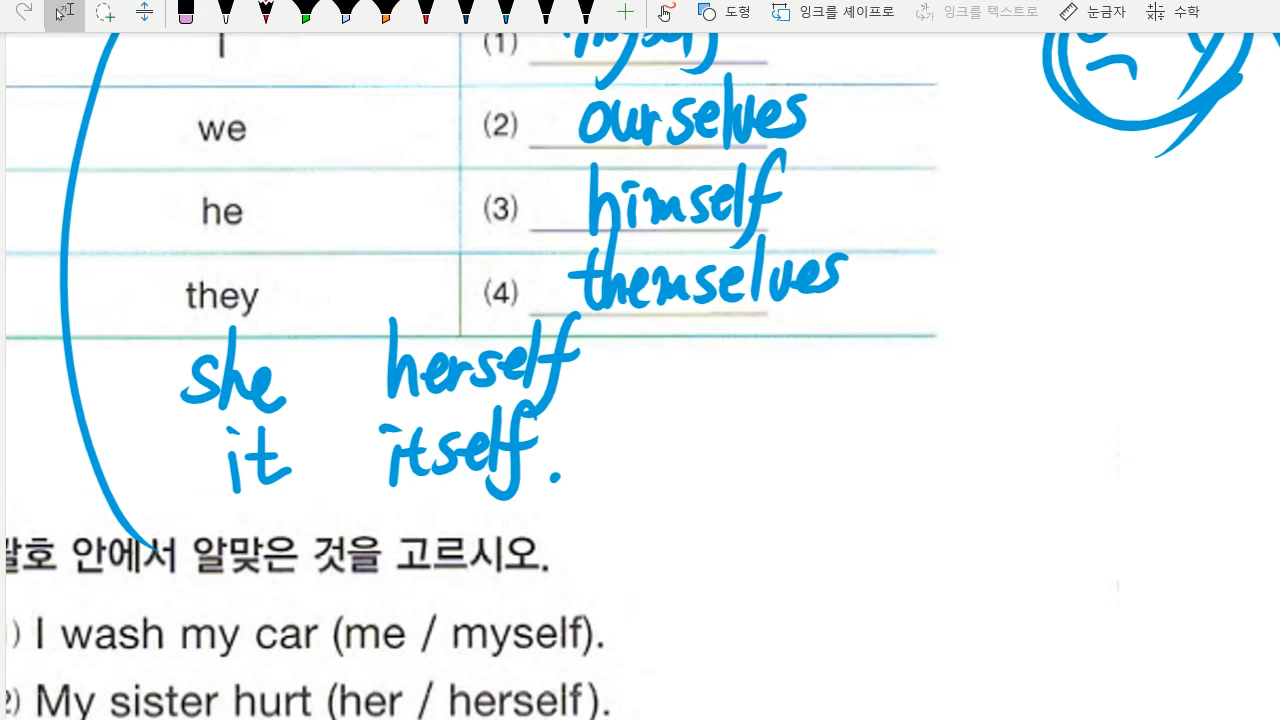 도형 잉크를 셰이프로 잉크를 텍스트로 눈금자 수학
I (1) myself
we (2) ourselves
he (3) himself
they (4) themselves
she herself
it itself.
괄호 안에서 알맞은 것을 고르시오.
) I wash my car (me / myself).
2) My sister hurt (her / herself).